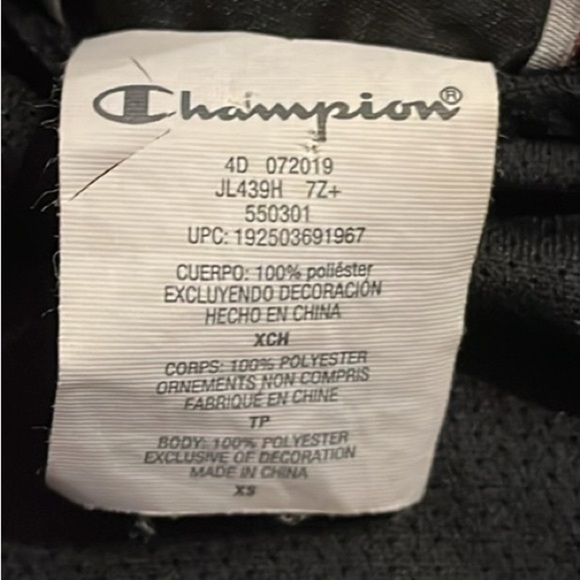 Champion®
4D 072019
JL439H 7Z+
550301
UPC: 192503691967
CUERPO: 100% poliéster
EXCLUYENDO DECORACIÓN
HECHO EN CHINA
XCH
CORPS: 100% POLYESTER
ORNEMENTS NON COMPRIS
FABRIQUÉ EN CHINE
TP
BODY: 100% POLYESTER
EXCLUSIVE OF DECORATION
MADE IN CHINA
XS